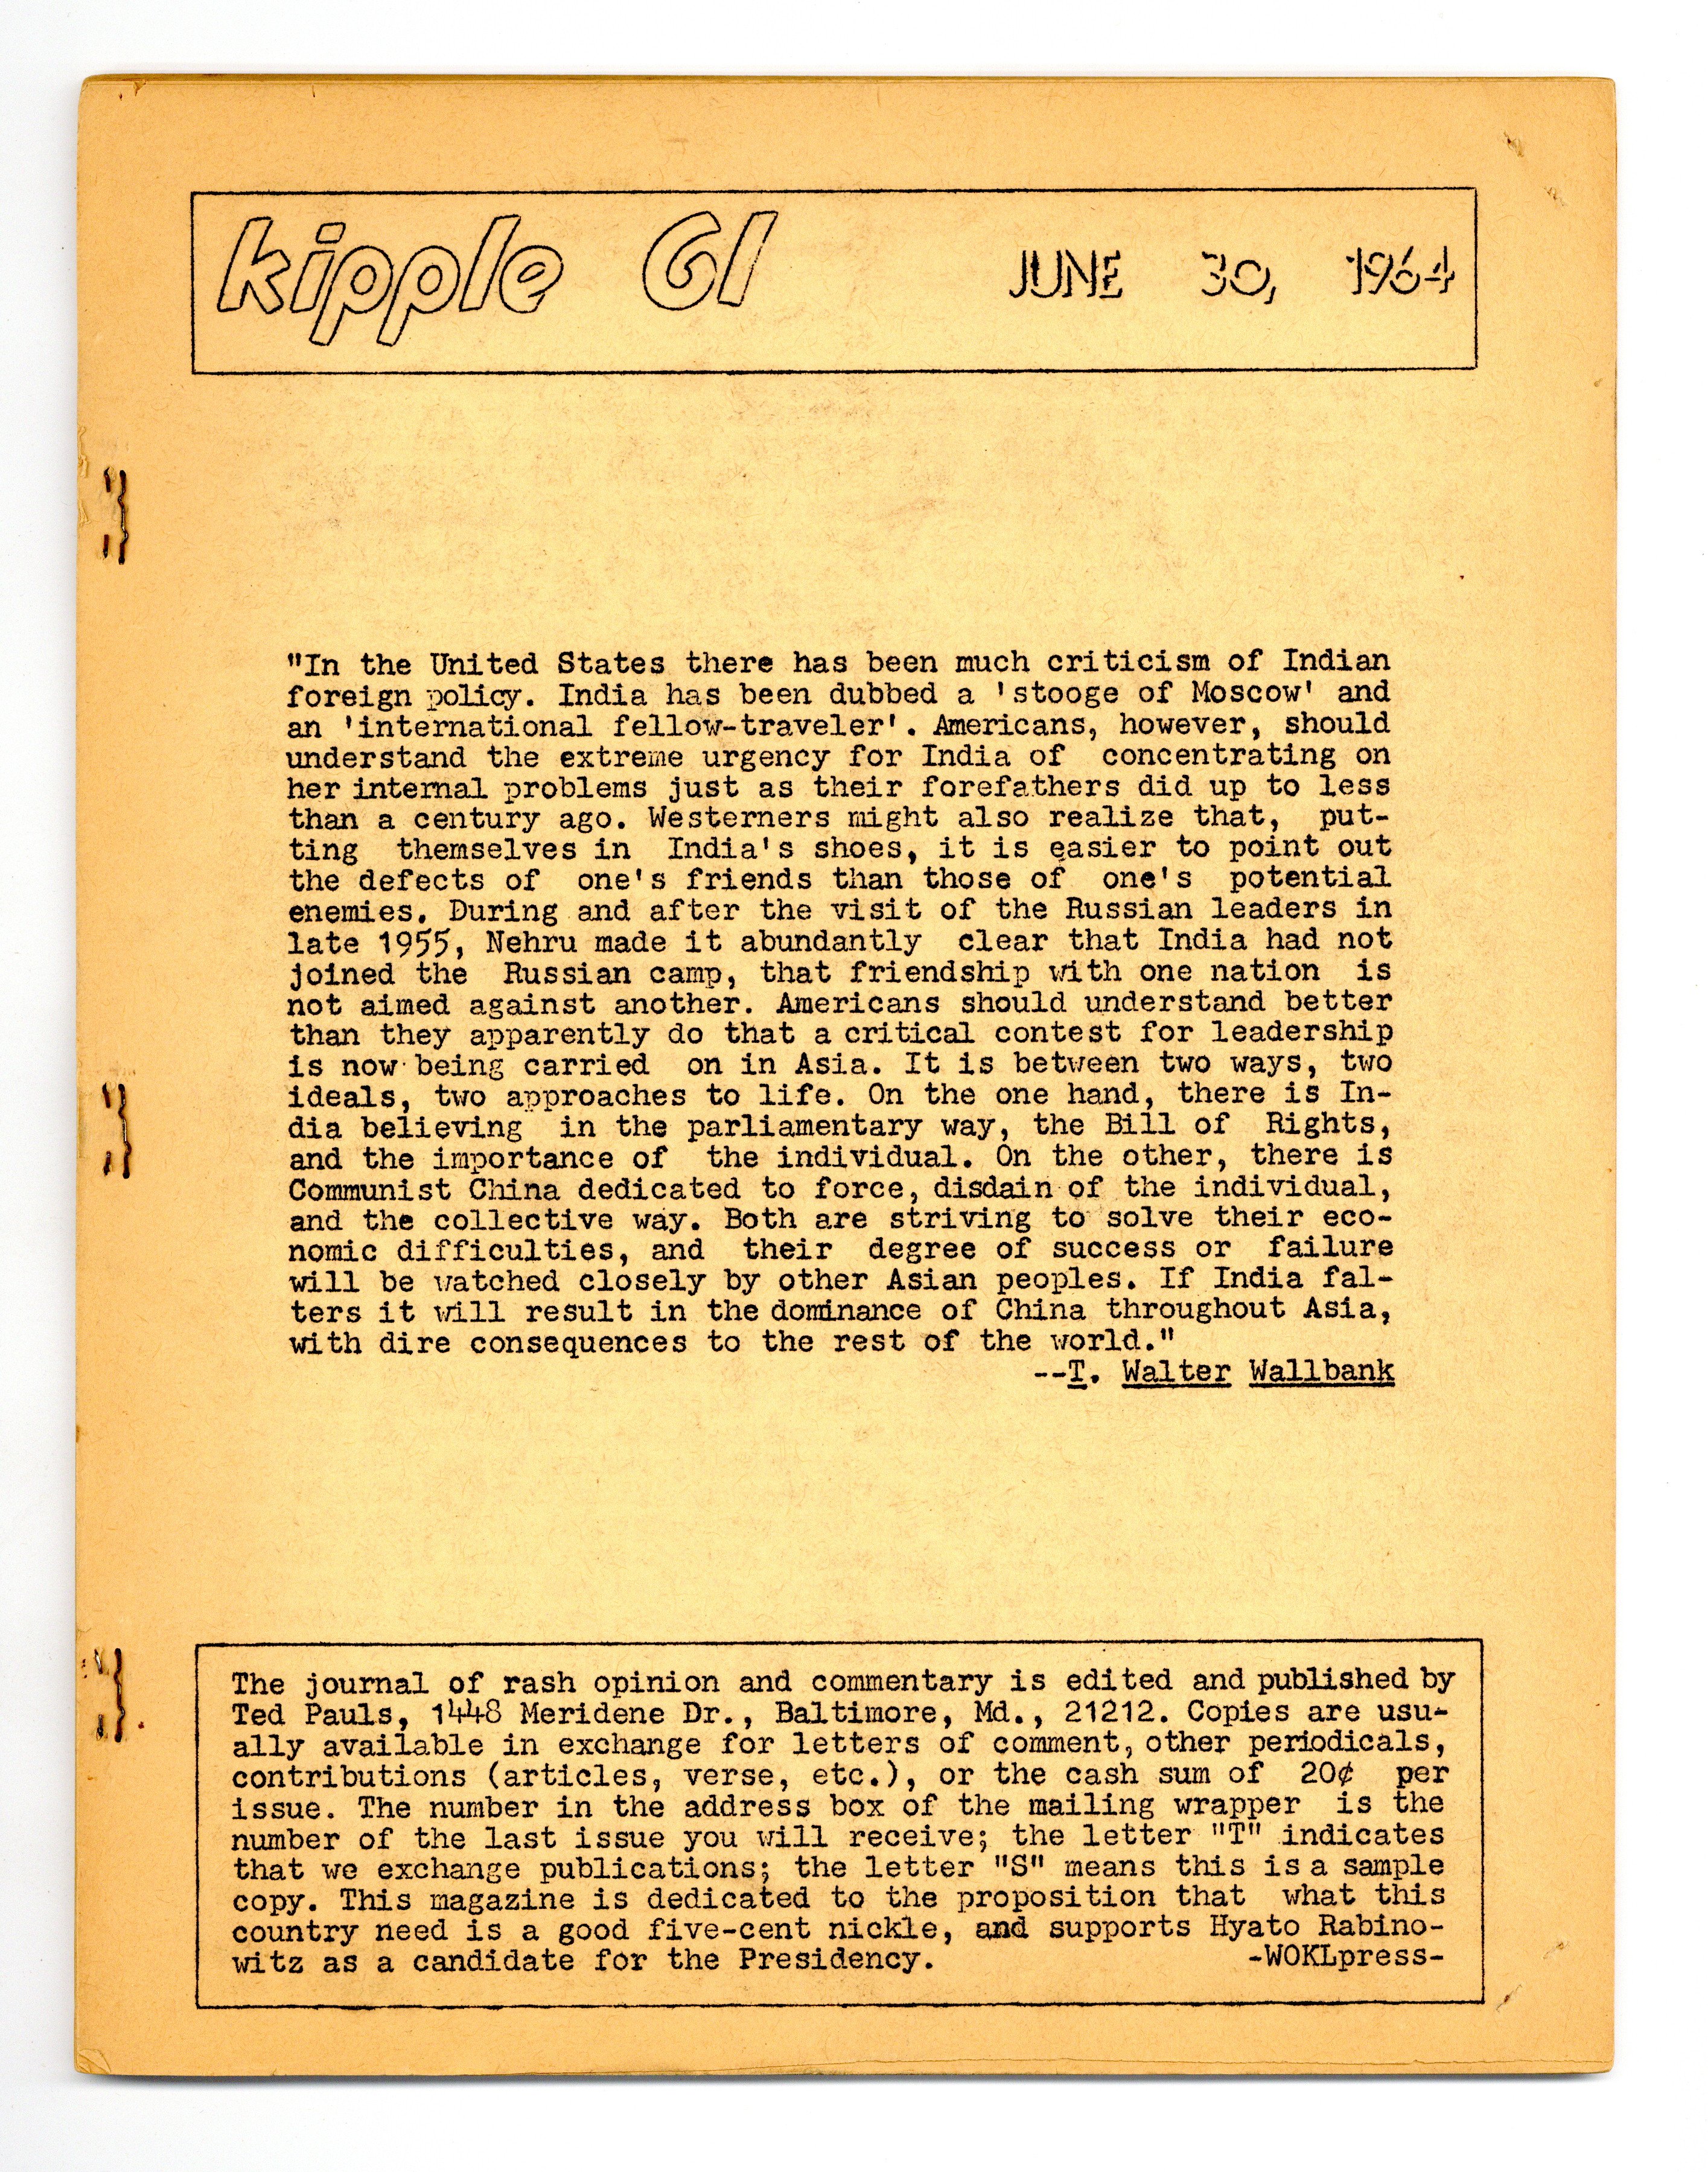 kipple 61 JUNE 30, 1964
"In the United States there has been much criticism of Indian
foreign policy. India has been dubbed a 'stooge of Moscow' and
an 'international fellow-traveler'. Americans, however, should
understand the extreme urgency for India of concentrating on
her internal problems just as their forefathers did up to less
than a century ago. Westerners might also realize that, put-
ting themselves in India's shoes, it is easier to point out
the defects of one's friends than those of one's potential
enemies. During and after the visit of the Russian leaders in
late 1955, Nehru made it abundantly clear that India had not
joined the Russian camp, that friendship with one nation is
not aimed against another. Americans should understand better
than they apparently do that a critical contest for leadership
is now being carried on in Asia. It is between two ways, two
ideals, two approaches to life. On the one hand, there is In-
dia believing in the parliamentary way, the Bill of Rights,
and the importance of the individual. On the other, there is
Communist China dedicated to force, disdain of the individual,
and the collective way. Both are striving to solve their eco-
nomic difficulties, and their degree of success or failure
will be watched closely by other Asian peoples. If India fal-
ters it will result in the dominance of China throughout Asia,
with dire consequences to the rest of the world."
--T. Walter Wallbank
The journal of rash opinion and commentary is edited and published by
Ted Pauls, 1448 Meridene Dr., Baltimore, Md., 21212. Copies are usu-
ally available in exchange for letters of comment, other periodicals,
contributions (articles, verse, etc.), or the cash sum of 20¢ per
issue. The number in the address box of the mailing wrapper is the
number of the last issue you will receive; the letter "T" indicates
that we exchange publications; the letter "S" means this is a sample
copy. This magazine is dedicated to the proposition that what this
country need is a good five-cent nickle, and supports Hyato Rabino-
witz as a candidate for the Presidency. -WOKLpress-